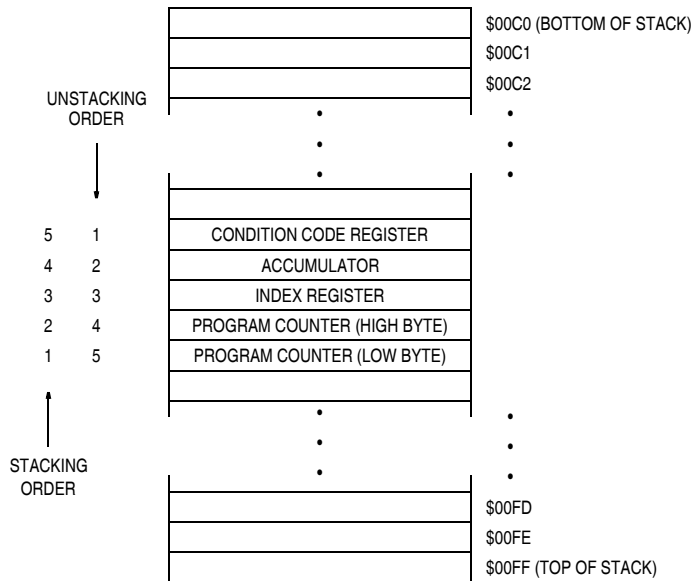 $00C0 (BOTTOM OF STACK)
$00C1
$00C2
UNSTACKING
ORDER
5 1 CONDITION CODE REGISTER
4 2 ACCUMULATOR
3 3 INDEX REGISTER
2 4 PROGRAM COUNTER (HIGH BYTE)
1 5 PROGRAM COUNTER (LOW BYTE)
STACKING
ORDER
$00FD
$00FE
$00FF (TOP OF STACK)